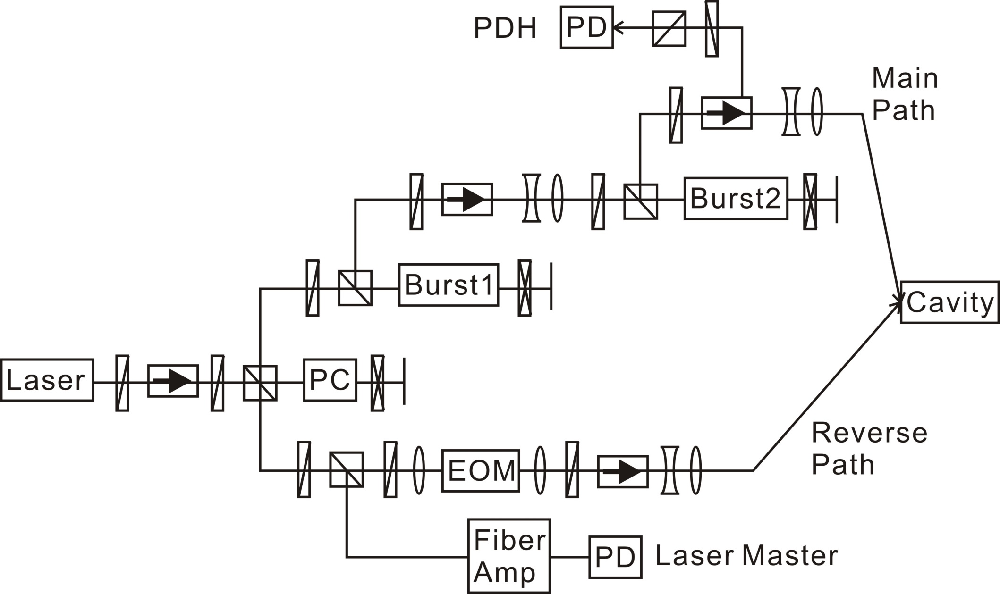 PDH
PD
Main
Path
Burst2
Burst1
Cavity
Laser
PC
Reverse
Path
EOM
Fiber
Amp
PD
Laser Master